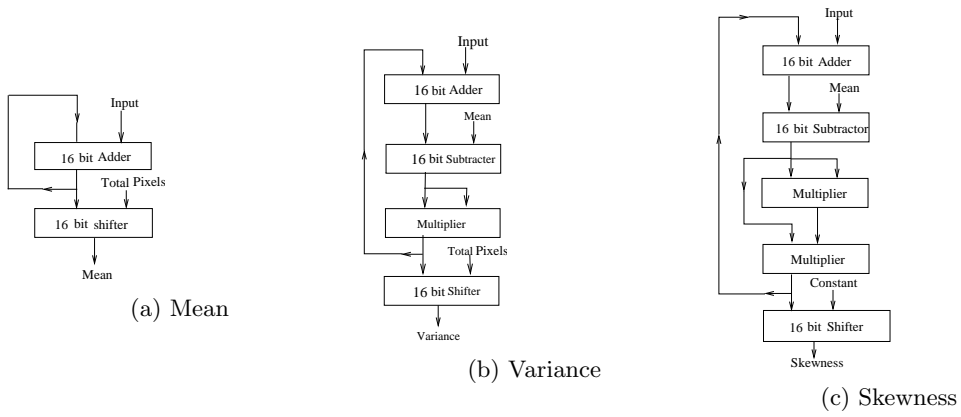 Input
16 bit Adder
Total Pixels
16 bit shifter
Mean
(a) Mean
Input
16 bit Adder
Mean
16 bit Subtracter
Multiplier
Total Pixels
16 bit Shifter
Variance
(b) Variance
Input
16 bit Adder
Mean
16 bit Subtractor
Multiplier
Multiplier
Constant
16 bit Shifter
Skewness
(c) Skewness